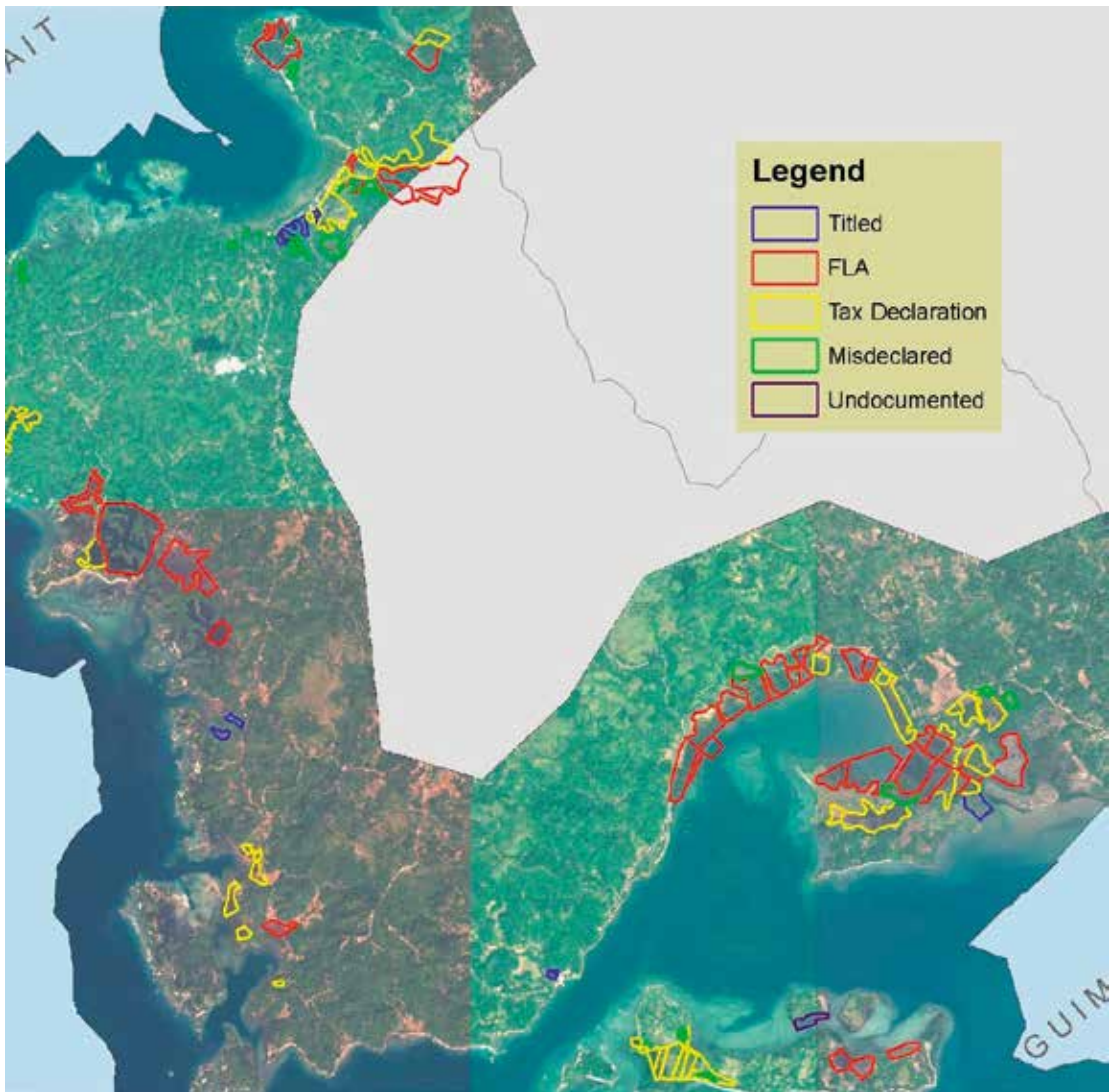 AIT
Legend
Titled
FLA
Tax Declaration
Misdeclared
Undocumented
GUIM